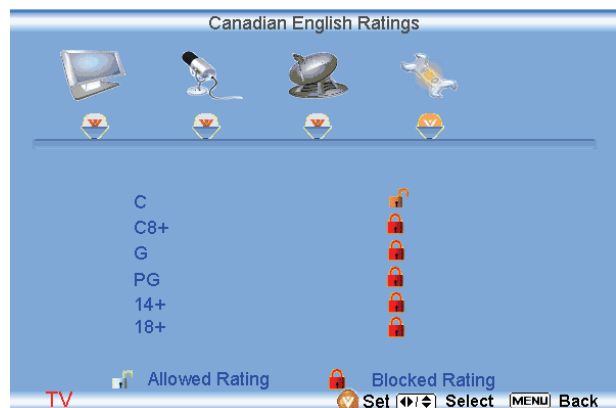 Canadian English Ratings
C
C8+
G
PG
14+
18+
Allowed Rating Blocked Rating
TV Set Select MENU Back